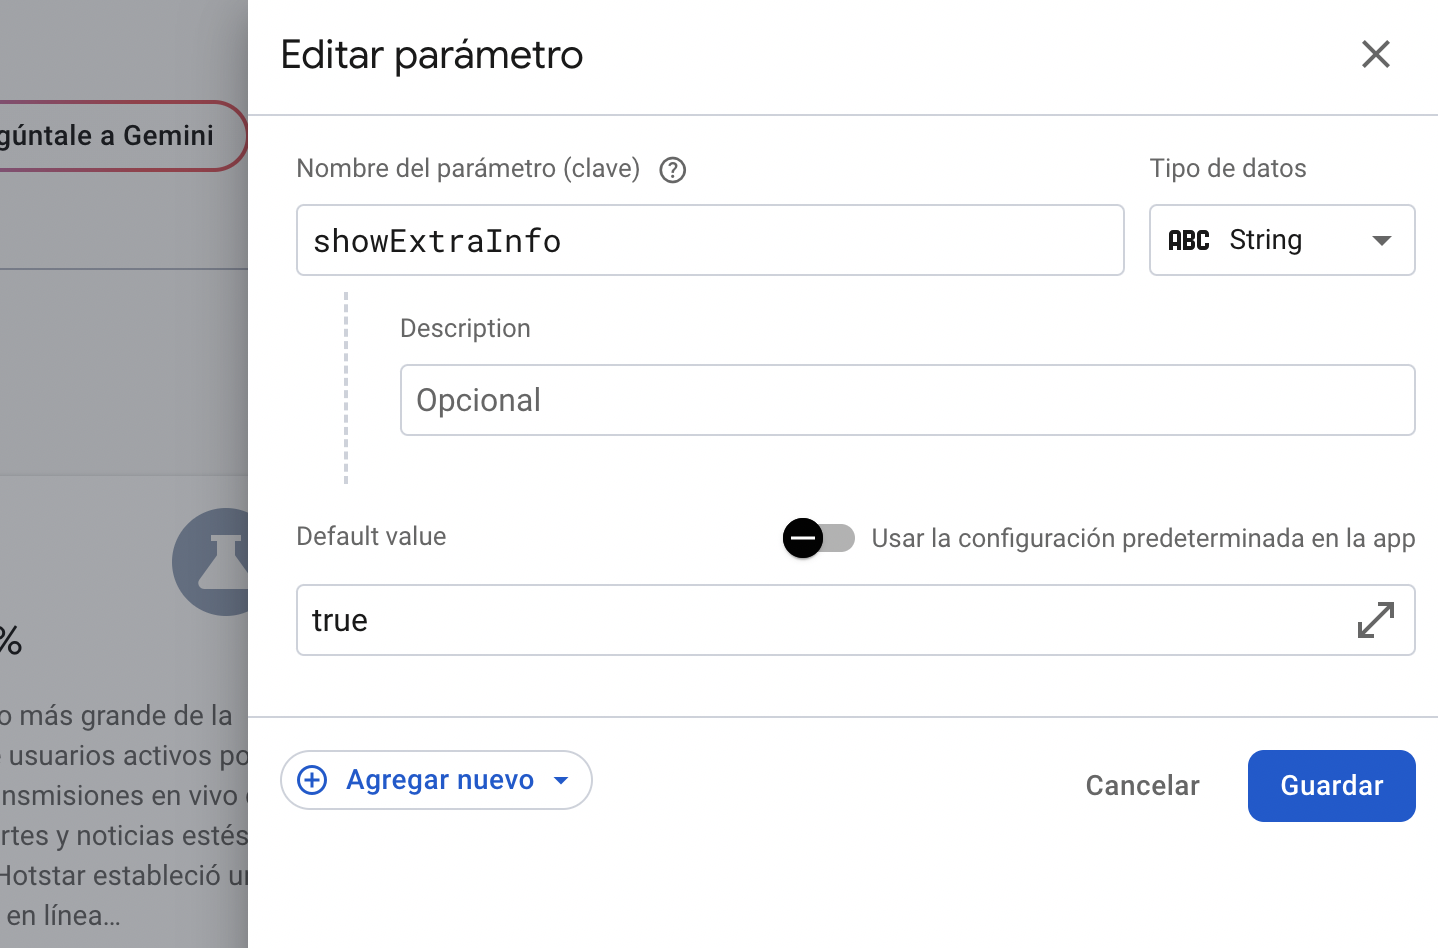 Editar parámetro
gúntale a Gemini
Nombre del parámetro (clave)
Tipo de datos
showExtraInfo
ABC String
Description
Opcional
Default value
Usar la configuración predeterminada en la app
true
%
o más grande de la
usuarios activos po
nsmisiones en vivo
rtes y noticias estés
Hotstar estableció un
en línea...
Agregar nuevo
Cancelar
Guardar